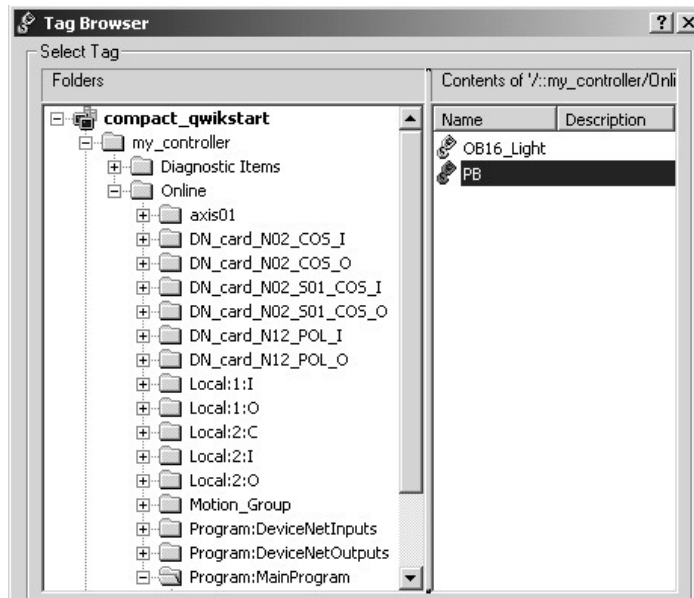 Tag Browser
Select Tag
Folders
Contents of '/::my_controller/Onli
compact_qwikstart
my_controller
Diagnostic Items
Online
axis01
DN_card_N02_COS_I
DN_card_N02_COS_O
DN_card_N02_S01_COS_I
DN_card_N02_S01_COS_O
DN_card_N12_POL_I
DN_card_N12_POL_O
Local:1:I
Local:1:O
Local:2:C
Local:2:I
Local:2:O
Motion_Group
Program:DeviceNetInputs
Program:DeviceNetOutputs
Program:MainProgram
Name Description
OB16_Light
PB